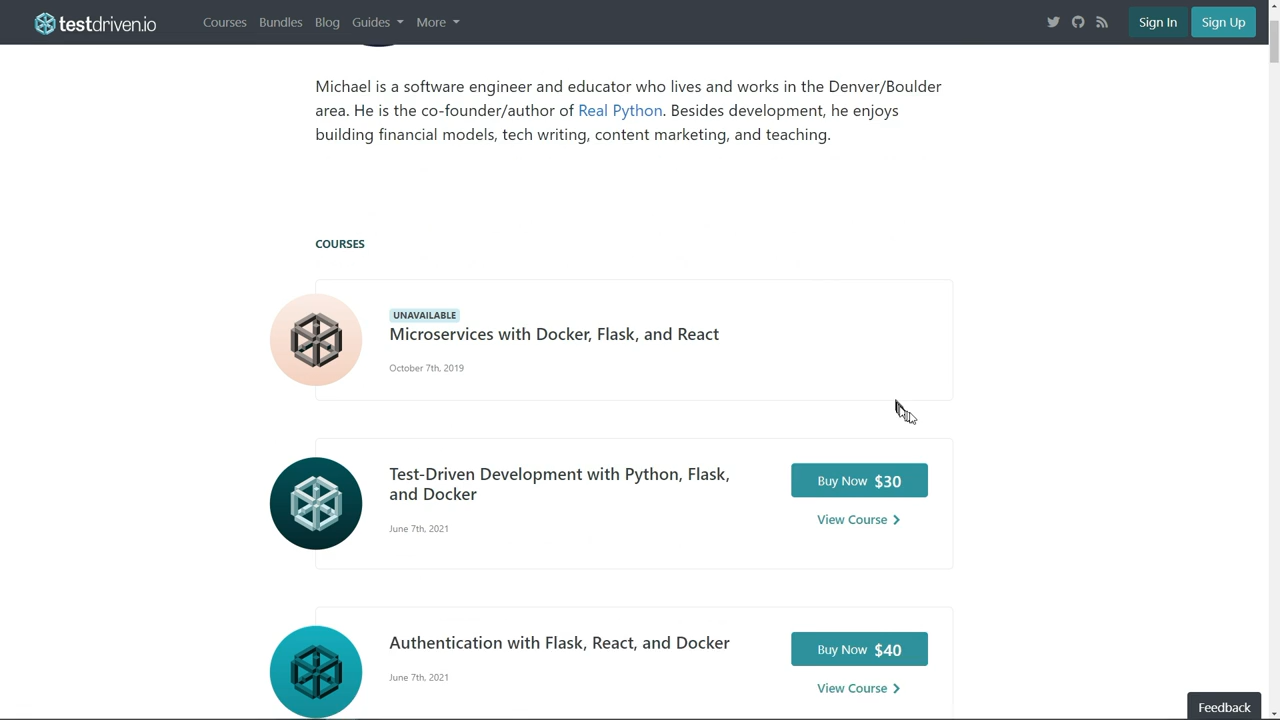 testdriven.io Courses Bundles Blog Guides More Sign In Sign Up
Michael is a software engineer and educator who lives and works in the Denver/Boulder
area. He is the co-founder/author of Real Python. Besides development, he enjoys
building financial models, tech writing, content marketing, and teaching.
COURSES
UNAVAILABLE
Microservices with Docker, Flask, and React
October 7th, 2019
Test-Driven Development with Python, Flask,
and Docker
June 7th, 2021
Buy Now $30
View Course
Authentication with Flask, React, and Docker
June 7th, 2021
Buy Now $40
View Course
Feedback